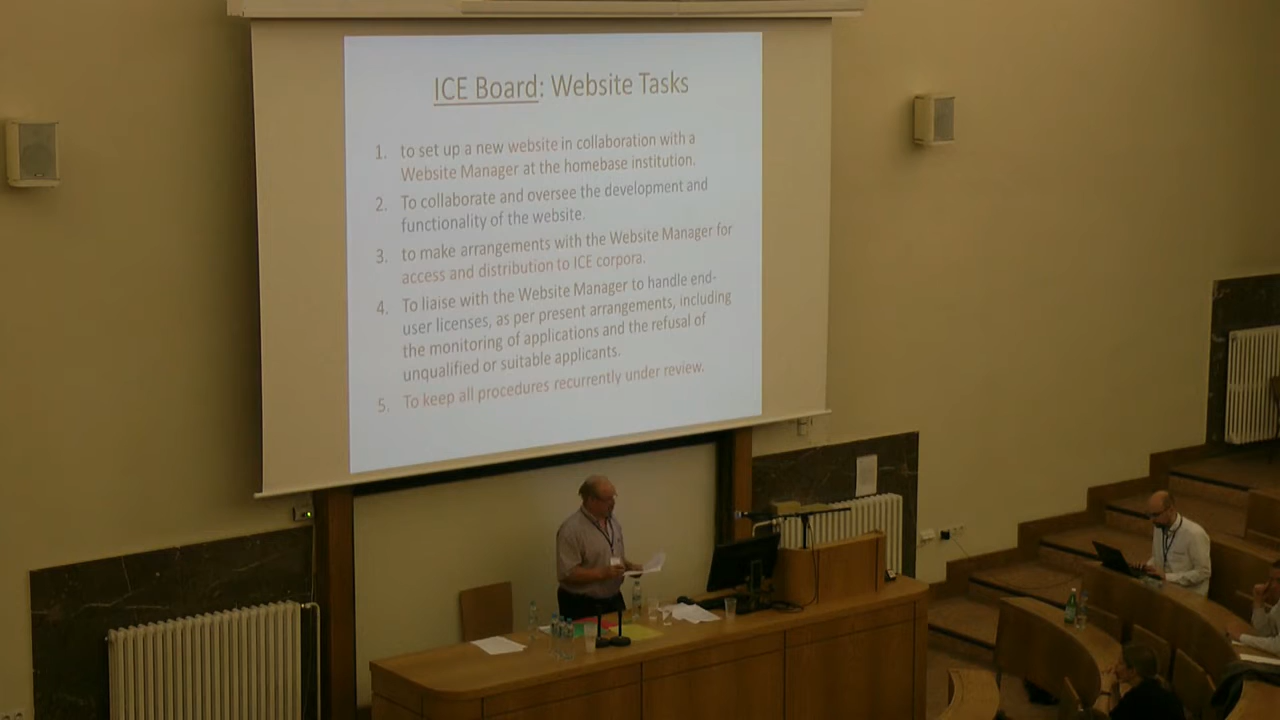 ICE Board: Website Tasks
1. to set up a new website in collaboration with a
Website Manager at the homebase institution.
2. To collaborate and oversee the development and
functionality of the website.
3. to make arrangements with the Website Manager for
access and distribution to ICE corpora.
4. To liaise with the Website Manager to handle end-
user licenses, as per present arrangements, including
the monitoring of applications and the refusal of
unqualified or suitable applicants.
5. To keep all procedures recurrently under review.